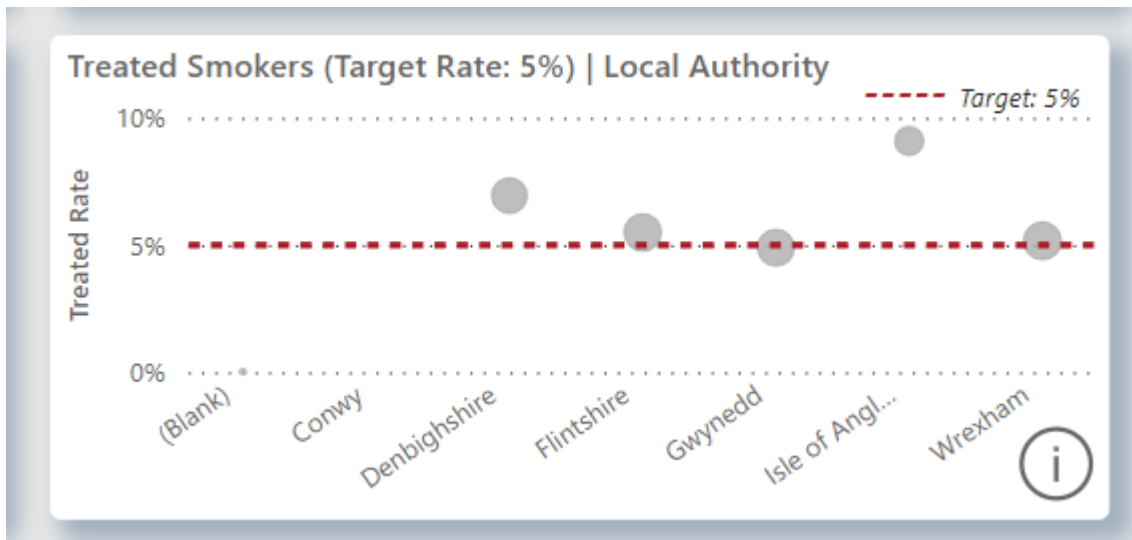 Treated Smokers (Target Rate: 5%) | Local Authority
Target: 5%
10%
Treated Rate
5%
0%
(Blank)
Conwy
Denbighshire
Flintshire
Gwynedd
Isle of Angl...
Wrexham
i